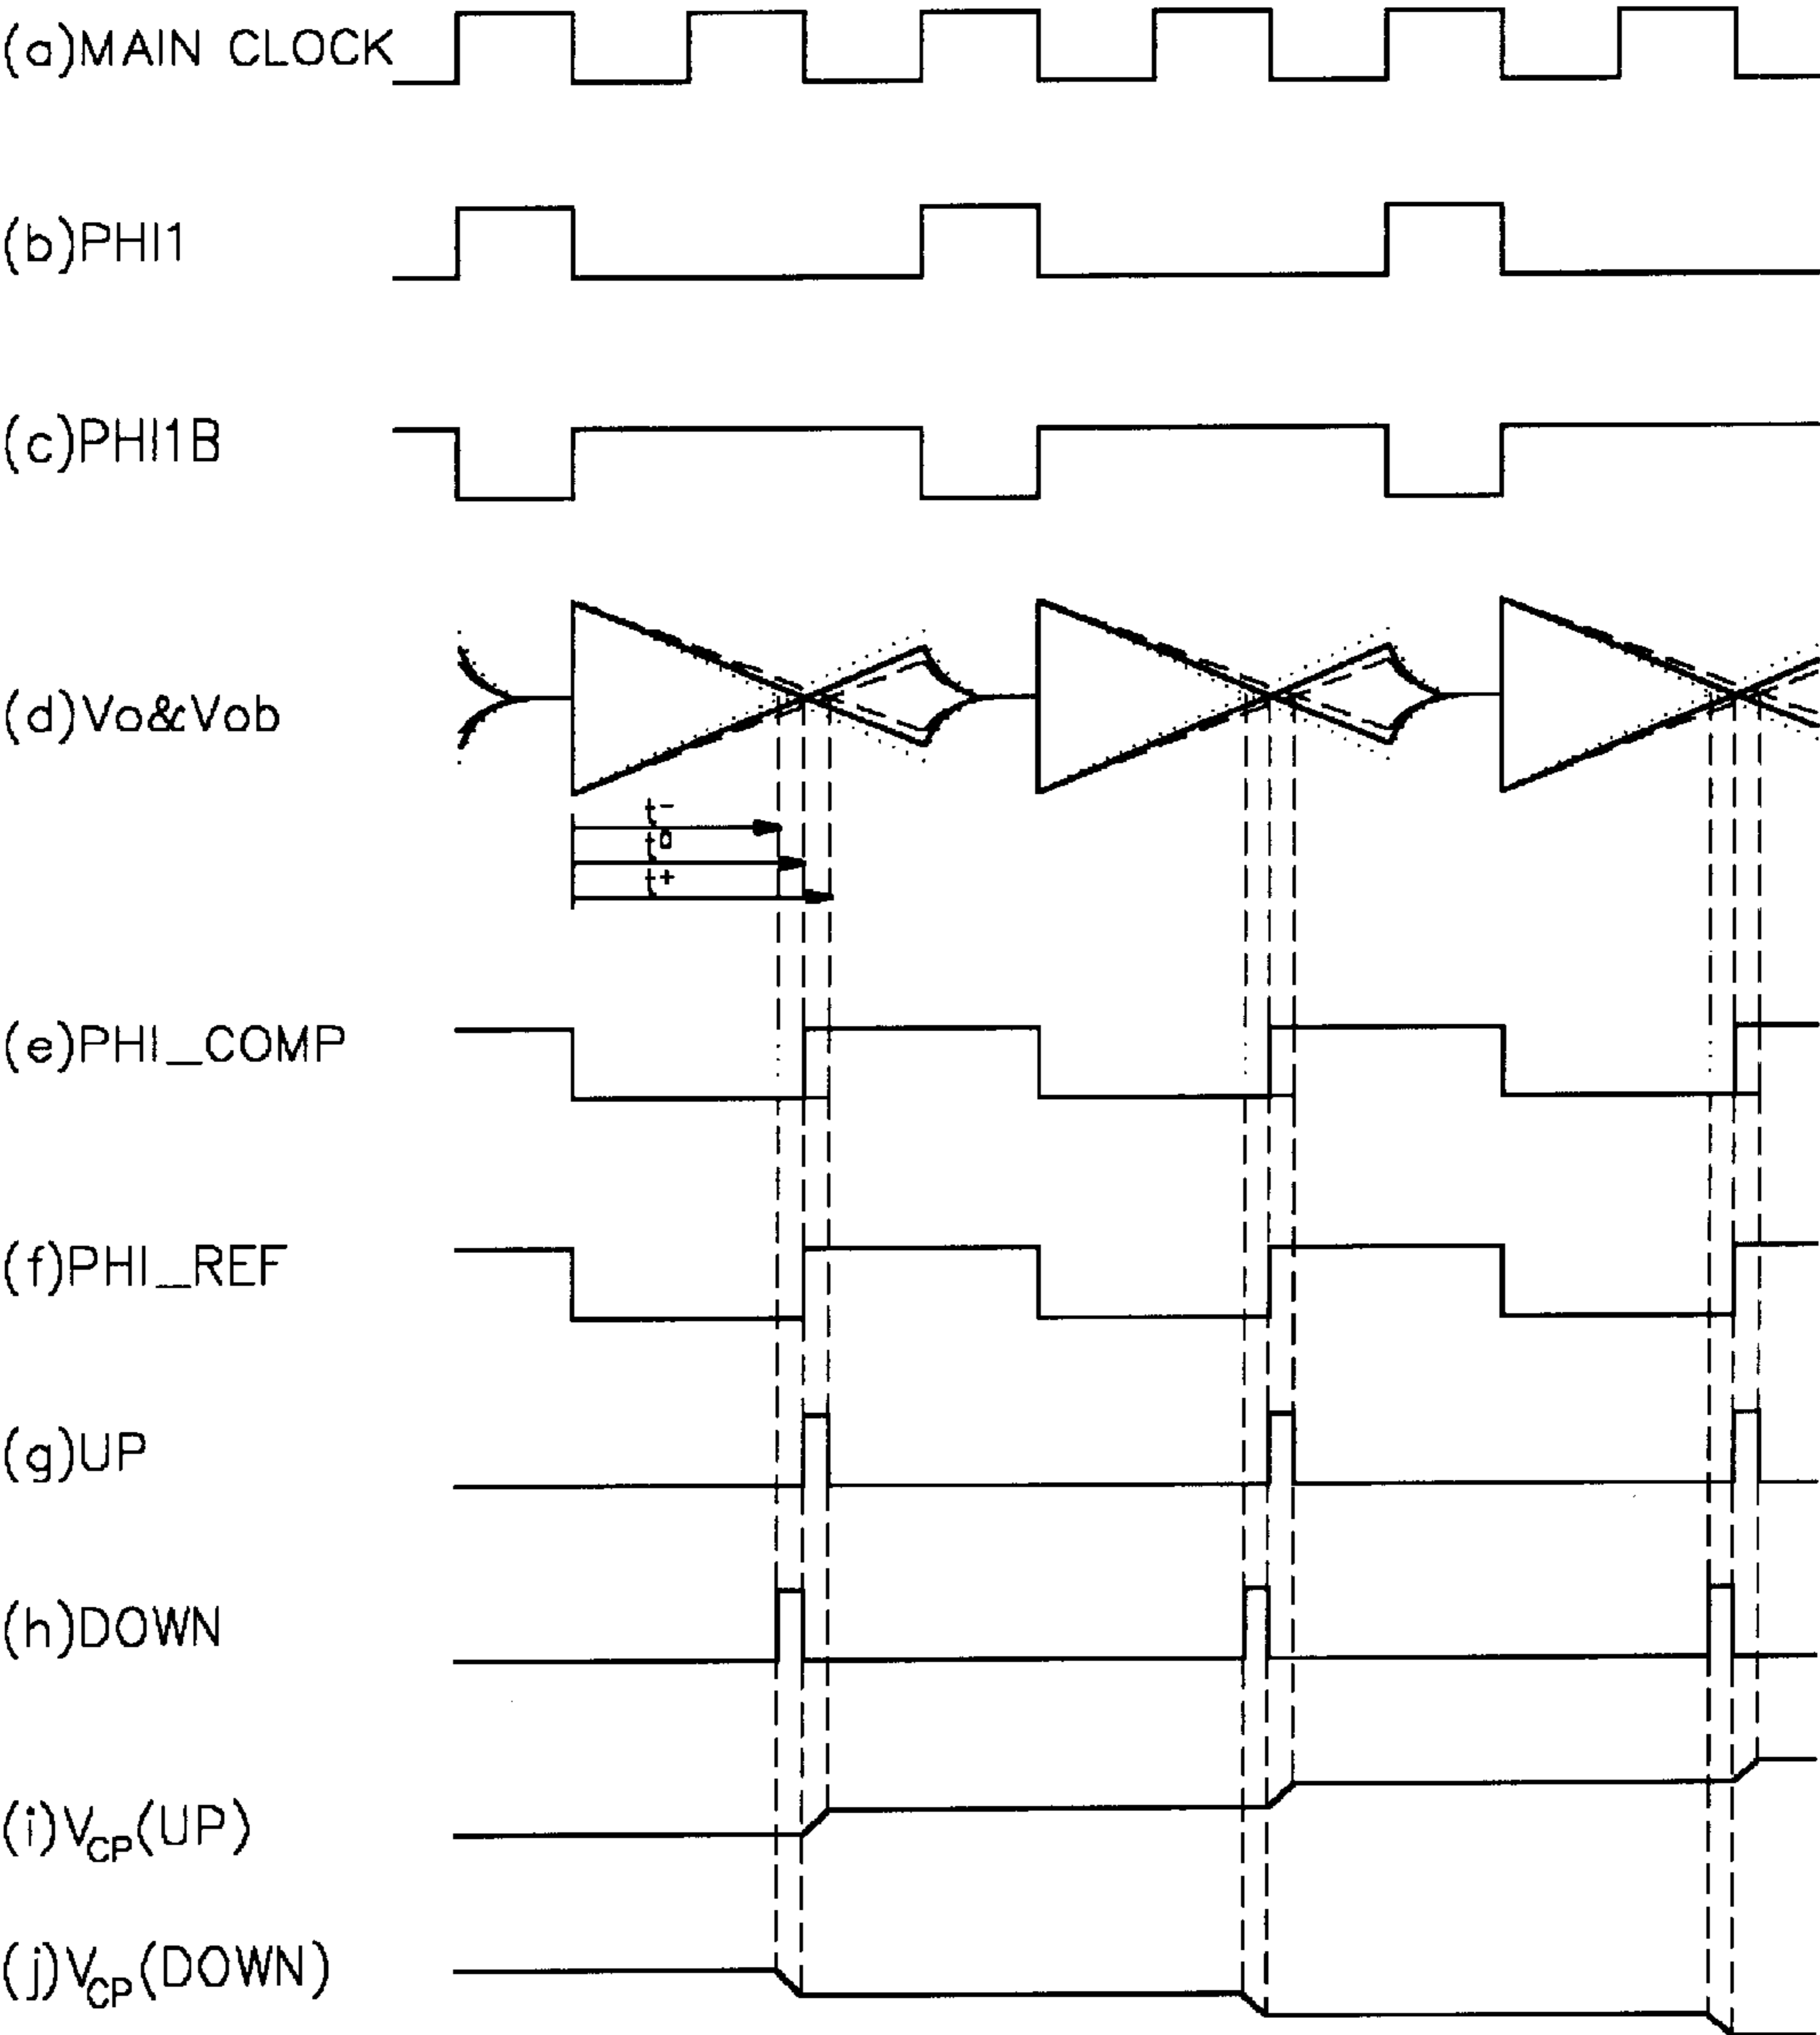 (a)MAIN CLOCK
(b)PHI1
(c)PHI1B
(d)Vo&Vob
t-
t0
t+
(e)PHI_COMP
(f)PHI_REF
(g)UP
(h)DOWN
(i)VCP(UP)
(j)VCP(DOWN)